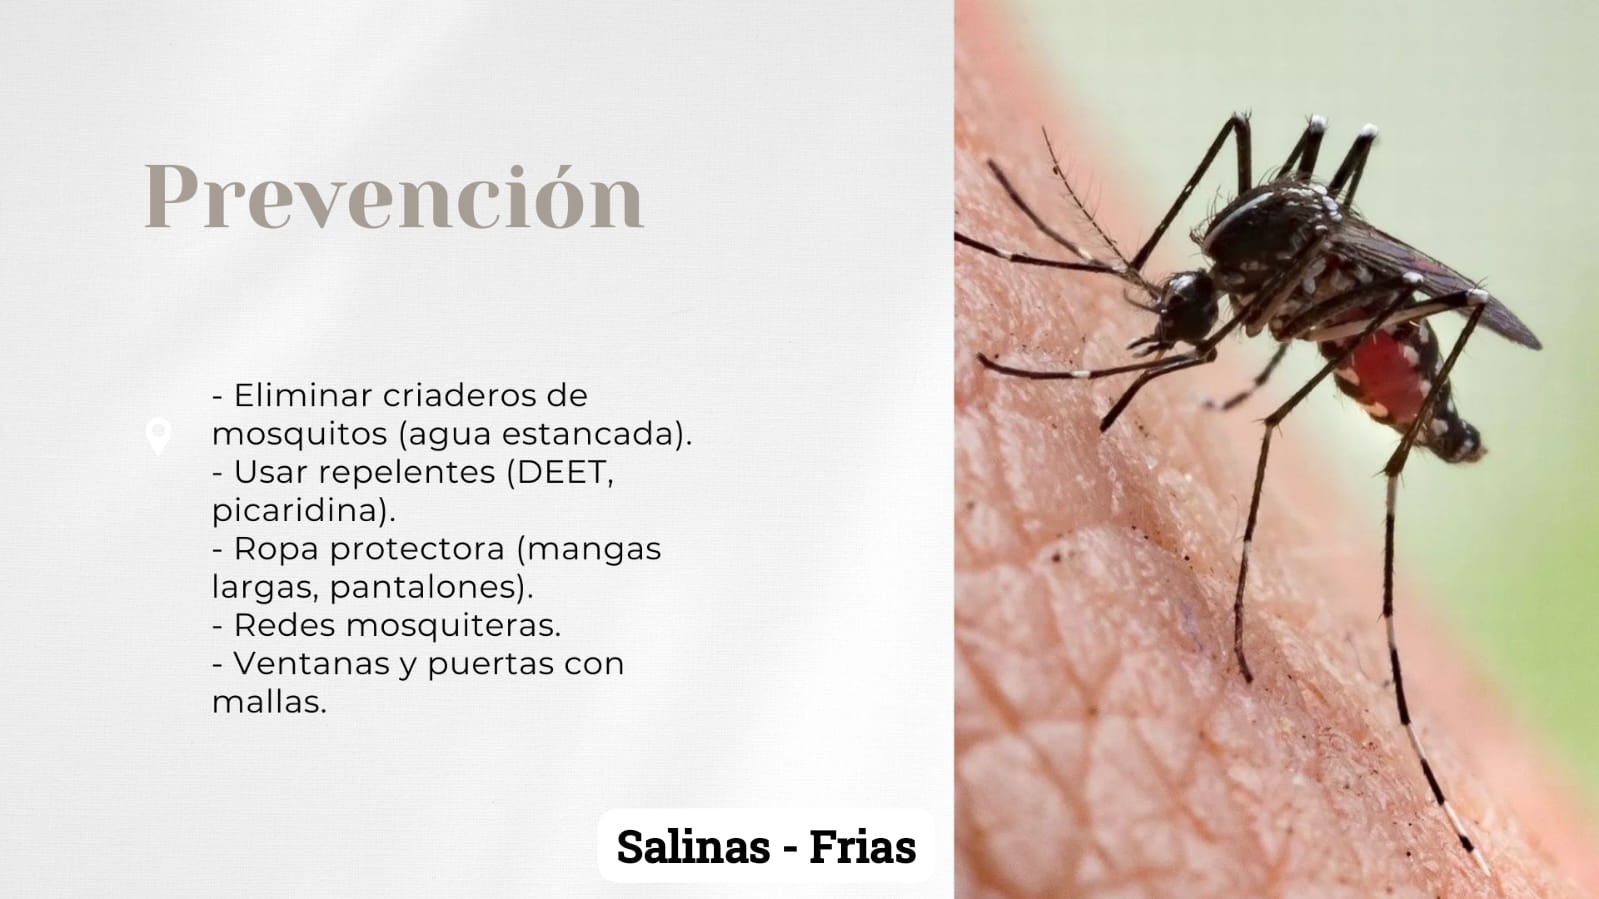 Prevención
- Eliminar criaderos de
mosquitos (agua estancada).
- Usar repelentes (DEET,
picaridina).
- Ropa protectora (mangas
largas, pantalones).
- Redes mosquiteras.
- Ventanas y puertas con
mallas.
Salinas - Frias